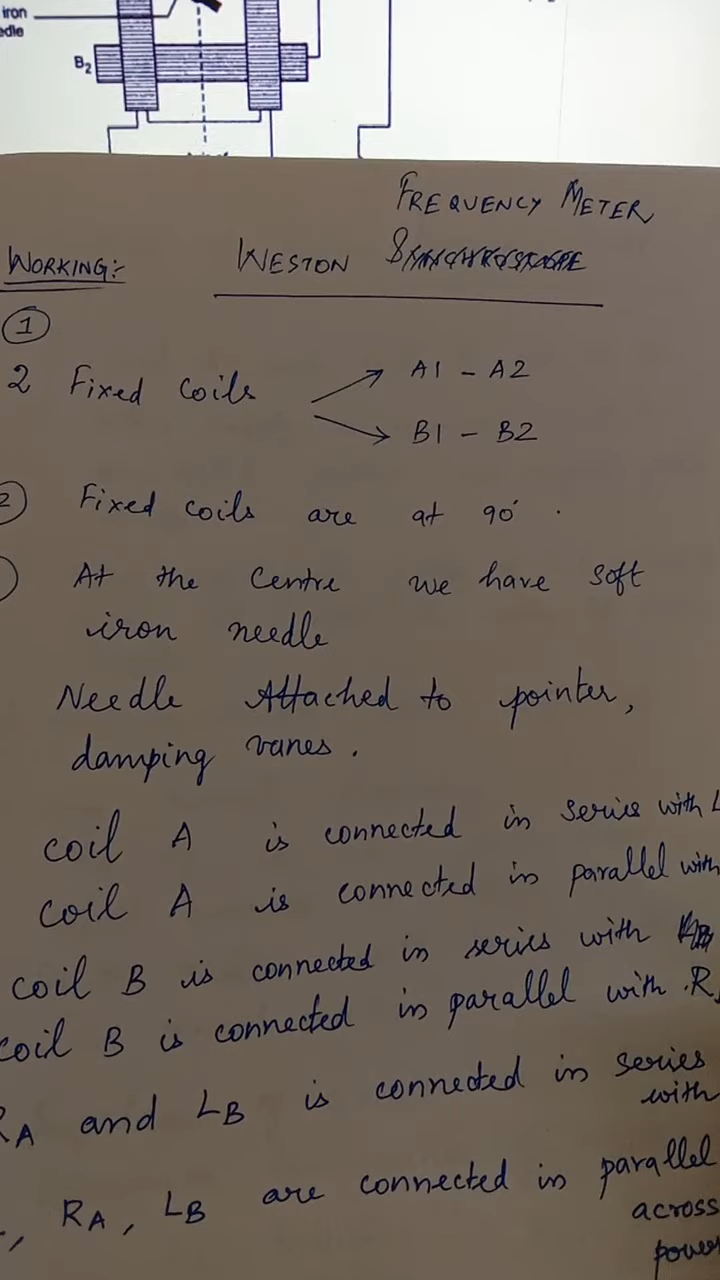 iron
edle
B2
FREQUENCY METER
WORKING:- WESTON
1
2 Fixed coils A1 - A2
B1 - B2
2 Fixed coils are at 90° .
At the centre we have soft
iron needle
Needle Attached to pointer,
damping vanes .
coil A is connected in series with L
coil A is connected in parallel with
coil B is connected in series with
coil B is connected in parallel with R
RA and LB is connected in series
with
, RA, LB are connected in parallel
across
power